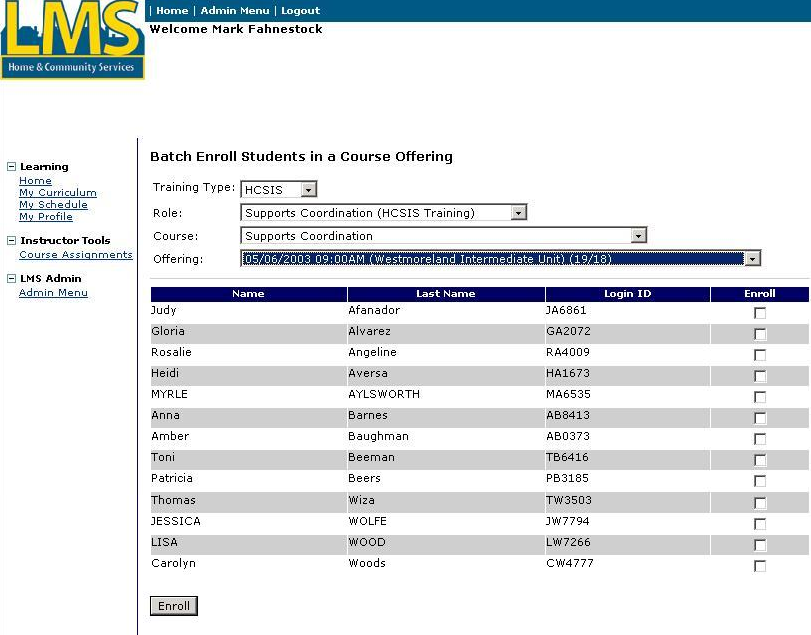 LMS
Home & Community Services
| Home | Admin Menu | Logout
Welcome Mark Fahnestock
Learning
Home
My Curriculum
My Schedule
My Profile
Instructor Tools
Course Assignments
LMS Admin
Admin Menu
Batch Enroll Students in a Course Offering
Training Type: HCSIS
Role: Supports Coordination (HCSIS Training)
Course: Supports Coordination
Offering: 05/06/2003 09:00AM (Westmoreland Intermediate Unit) (19/18)
Name Last Name Login ID Enroll
Judy Afanador JA6861
Gloria Alvarez GA2072
Rosalie Angeline RA4009
Heidi Aversa HA1673
MYRLE AYLSWORTH MA6535
Anna Barnes AB8413
Amber Baughman AB0373
Toni Beeman TB6416
Patricia Beers PB3185
Thomas Wiza TW3503
JESSICA WOLFE JW7794
LISA WOOD LW7266
Carolyn Woods CW4777
Enroll